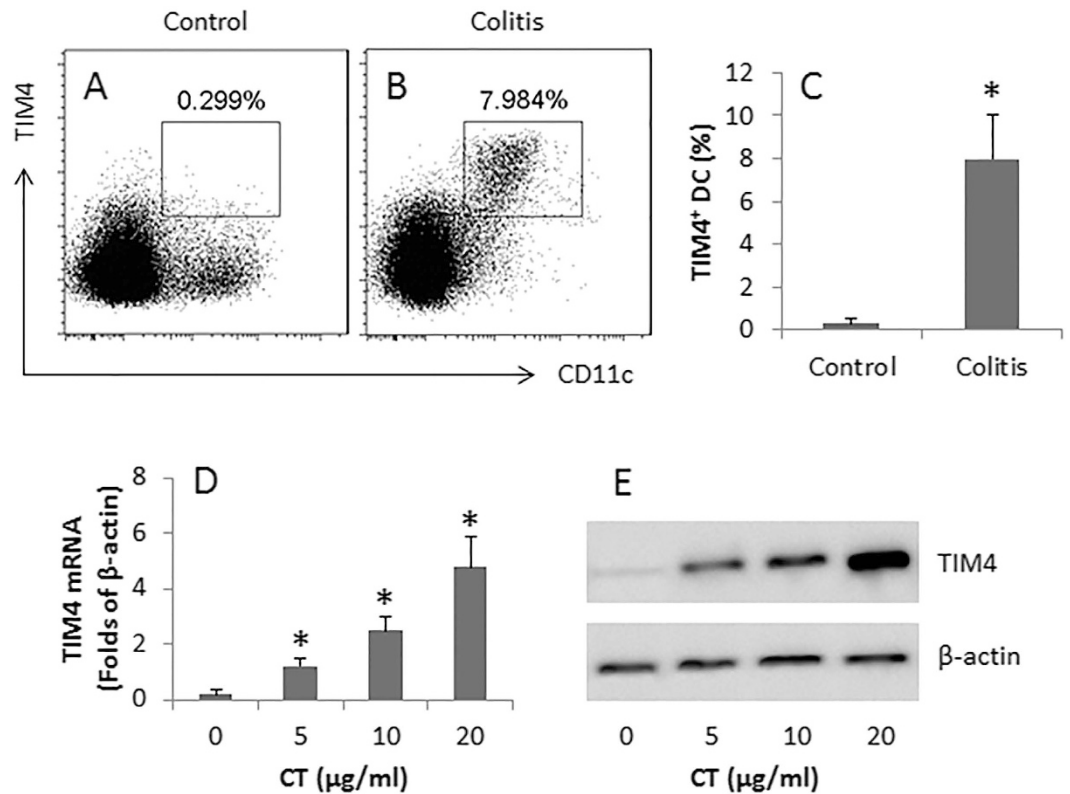 Control
Colitis
TIM4
A
0.299%
B
7.984%
CD11c
C
TIM4⁺ DC (%)
12
10
8
6
4
2
0
*
Control
Colitis
D
TIM4 mRNA
(Folds of β-actin)
8
6
4
2
0
*
*
*
0 5 10 20
CT (µg/ml)
E
TIM4
β-actin
0 5 10 20
CT (µg/ml)